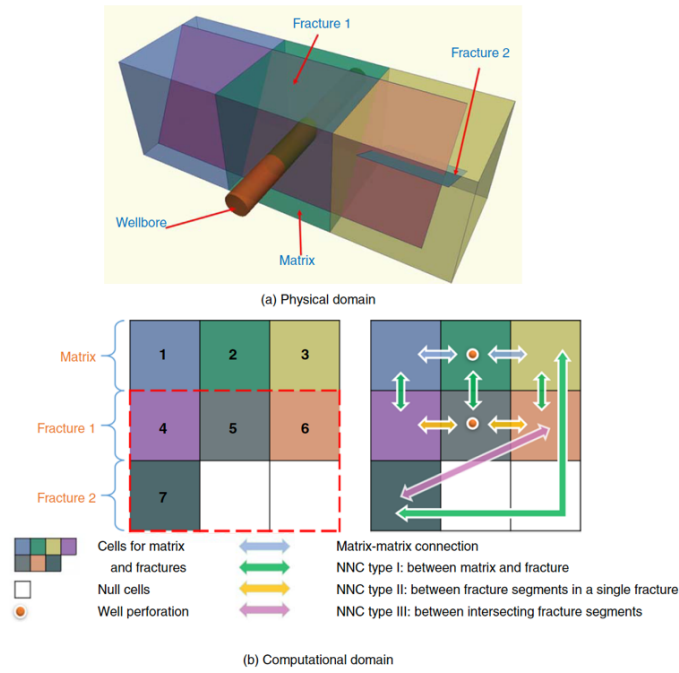 Fracture 1
Fracture 2
Wellbore
Matrix
(a) Physical domain
Matrix
1
2
3
Fracture 1
4
5
6
Fracture 2
7
Cells for matrix
and fractures
Null cells
Well perforation
Matrix-matrix connection
NNC type I: between matrix and fracture
NNC type II: between fracture segments in a single fracture
NNC type III: between intersecting fracture segments
(b) Computational domain